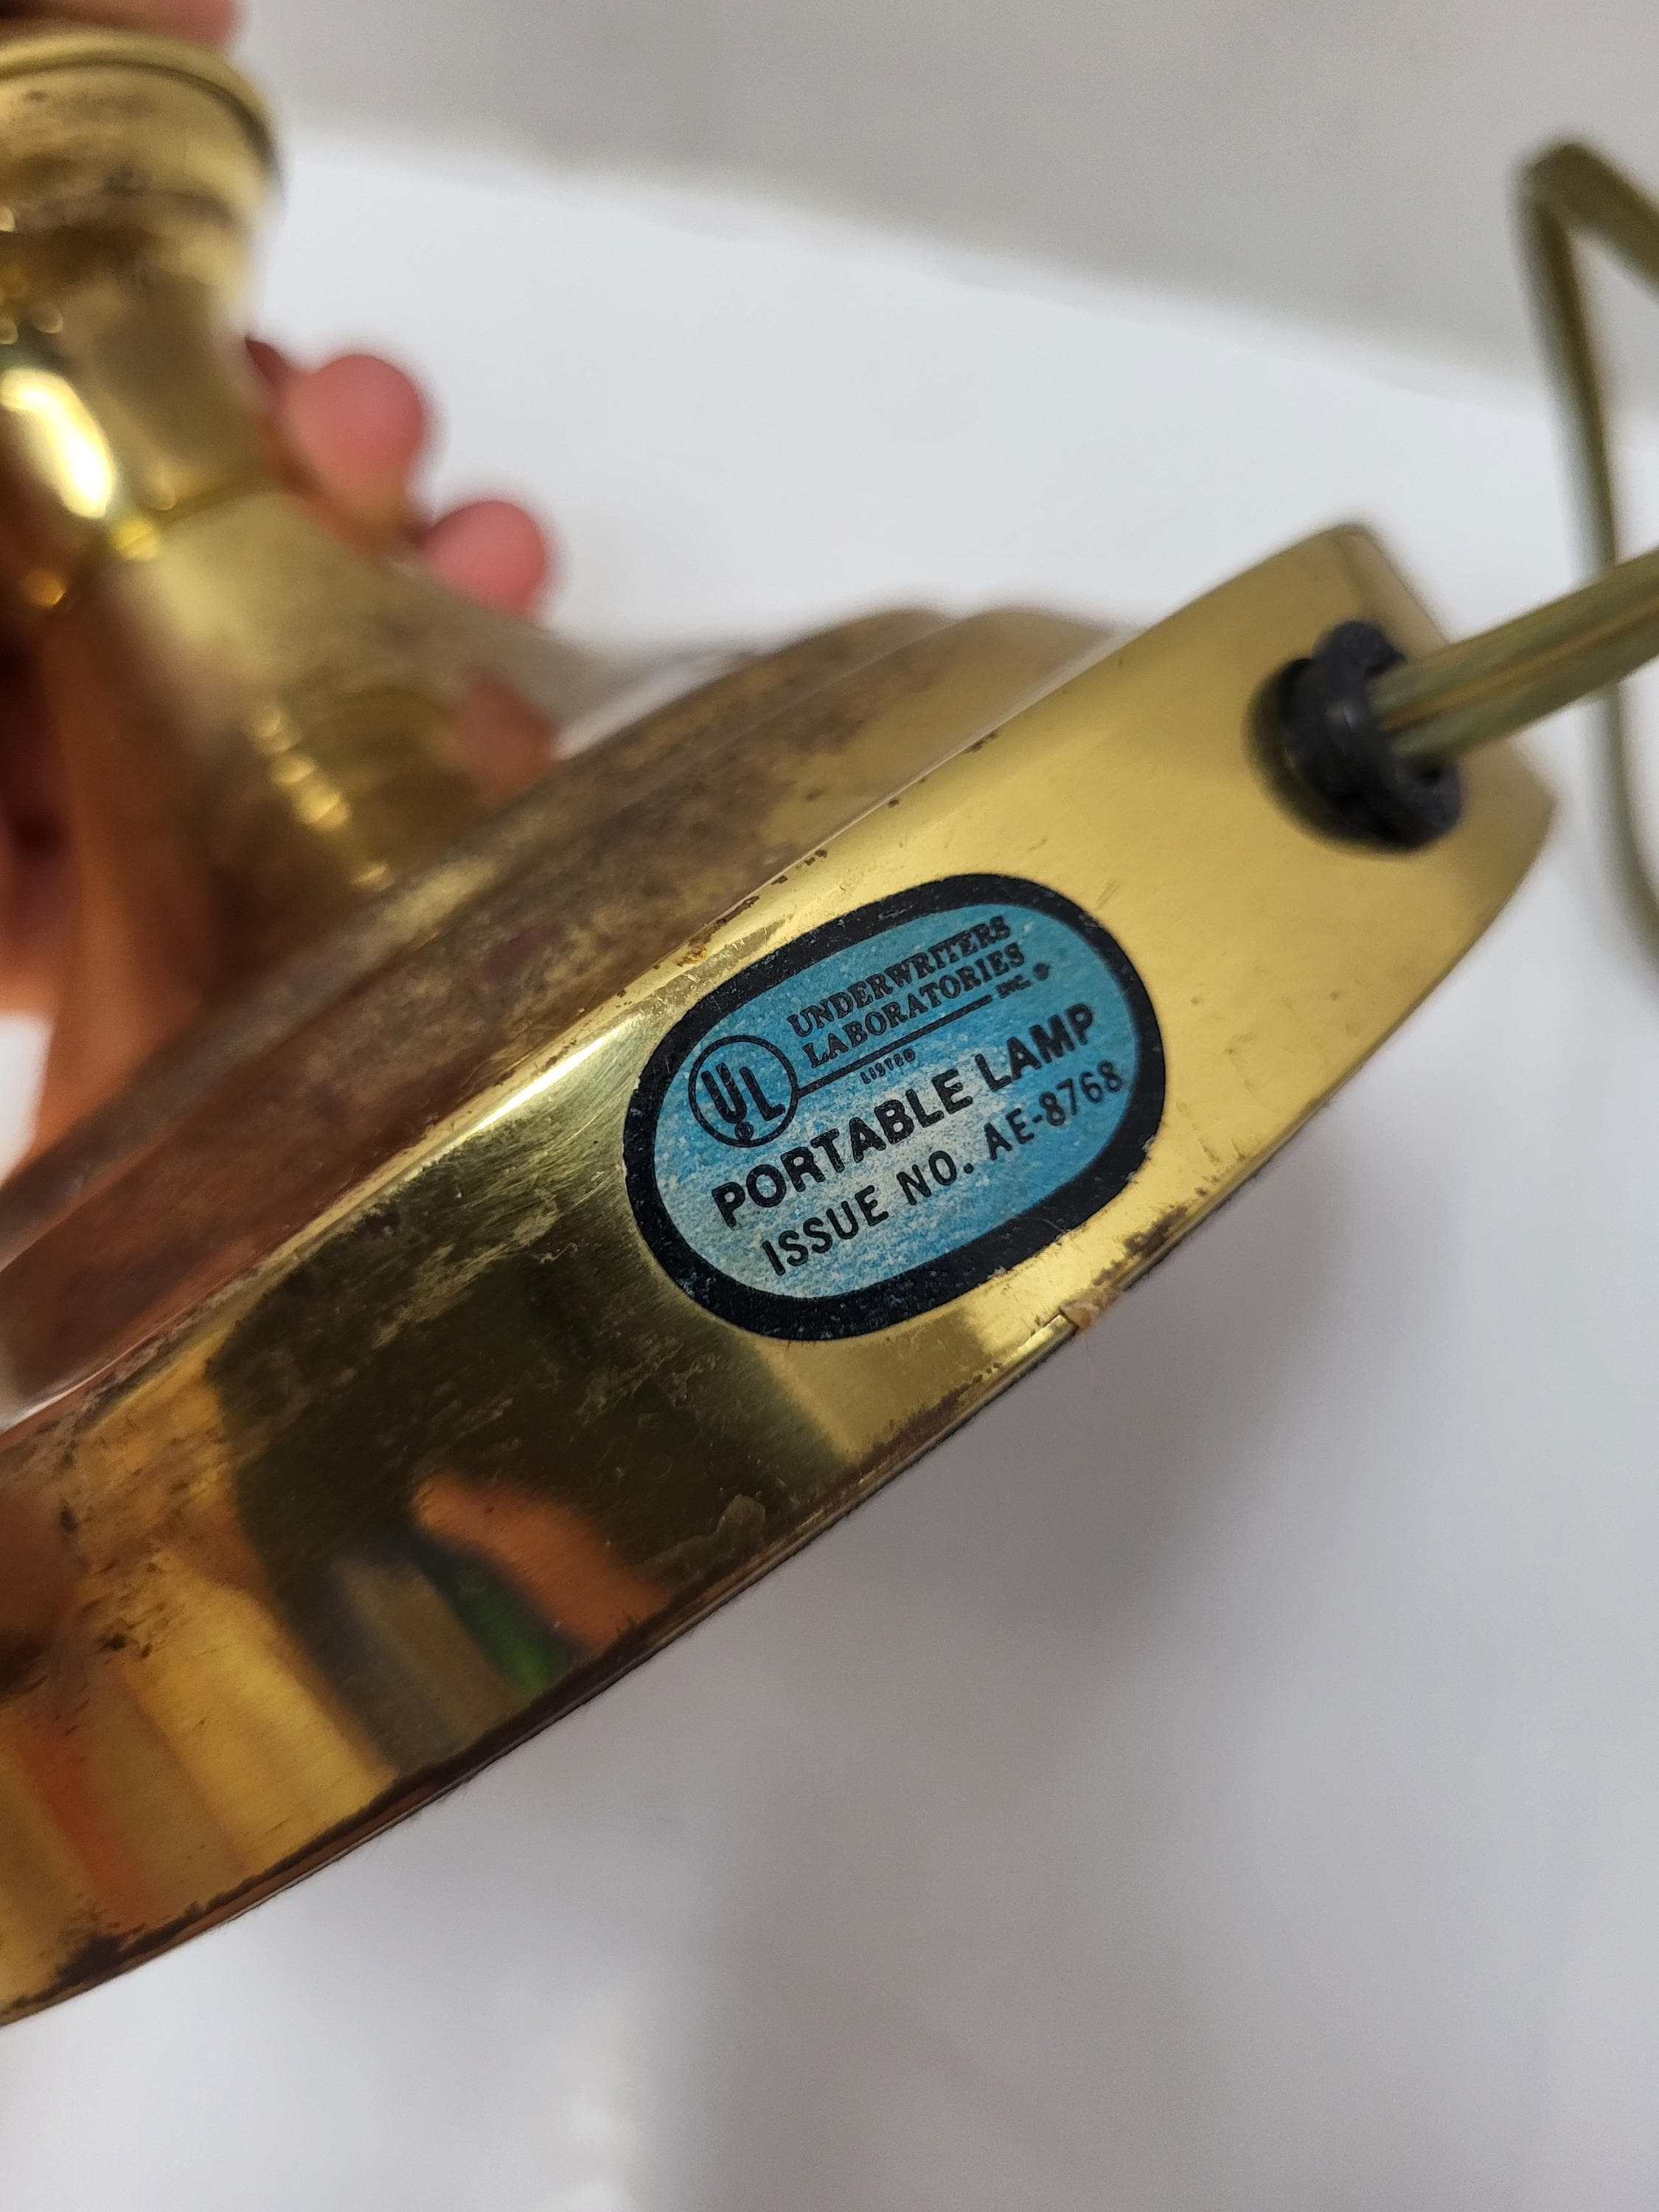 UNDERWRITERS
LABORATORIES
INC.®
LISTED
UL
®
PORTABLE LAMP
ISSUE NO. AE-8768